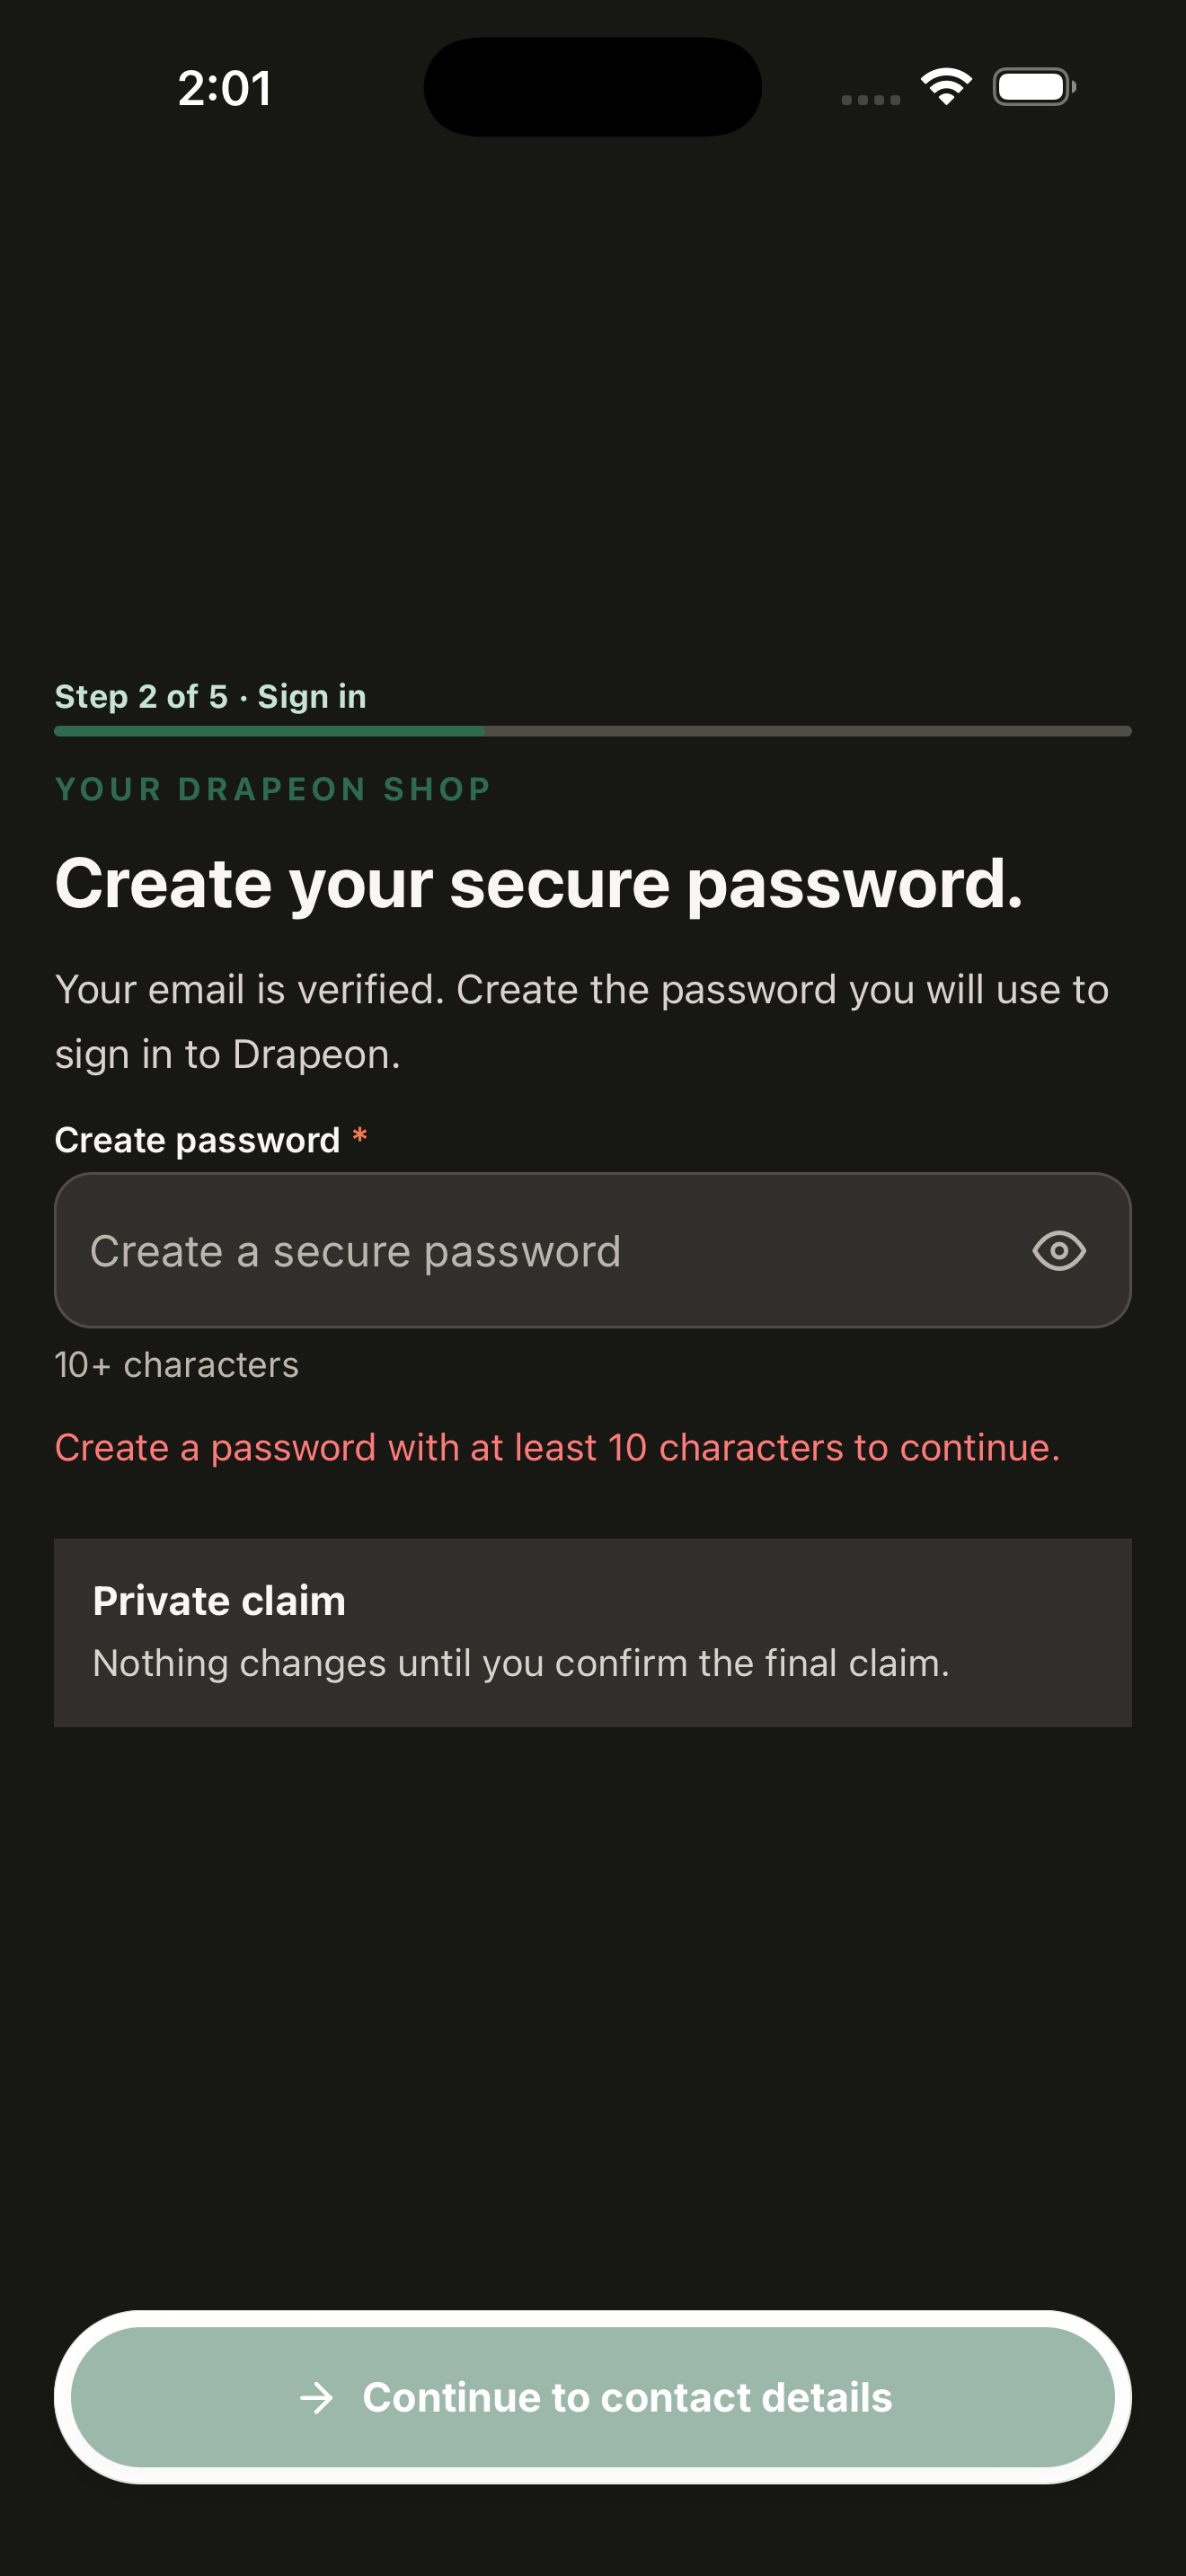 2:01
Step 2 of 5 · Sign in
YOUR DRAPEON SHOP
Create your secure password.
Your email is verified. Create the password you will use to
sign in to Drapeon.
Create password *
Create a secure password
10+ characters
Create a password with at least 10 characters to continue.
Private claim
Nothing changes until you confirm the final claim.
→ Continue to contact details